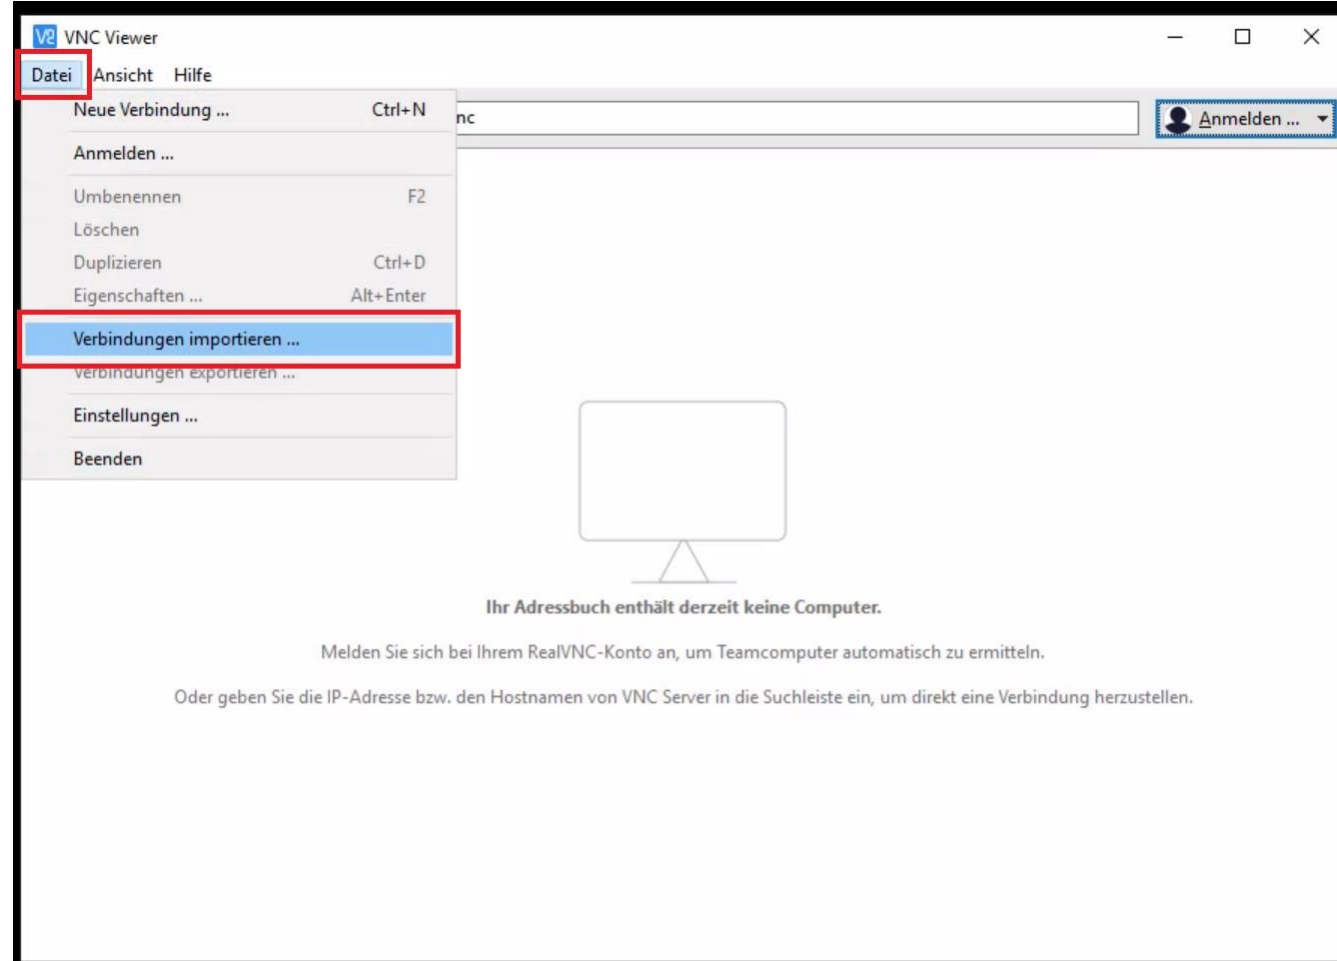 VNC Viewer
Datei Ansicht Hilfe
Neue Verbindung ... Ctrl+N
nc
Anmelden ...
Anmelden ...
Umbenennen F2
Löschen
Duplizieren Ctrl+D
Eigenschaften ... Alt+Enter
Verbindungen importieren ...
Verbindungen exportieren ...
Einstellungen ...
Beenden
Ihr Adressbuch enthält derzeit keine Computer.
Melden Sie sich bei Ihrem RealVNC-Konto an, um Teamcomputer automatisch zu ermitteln.
Oder geben Sie die IP-Adresse bzw. den Hostnamen von VNC Server in die Suchleiste ein, um direkt eine Verbindung herzustellen.